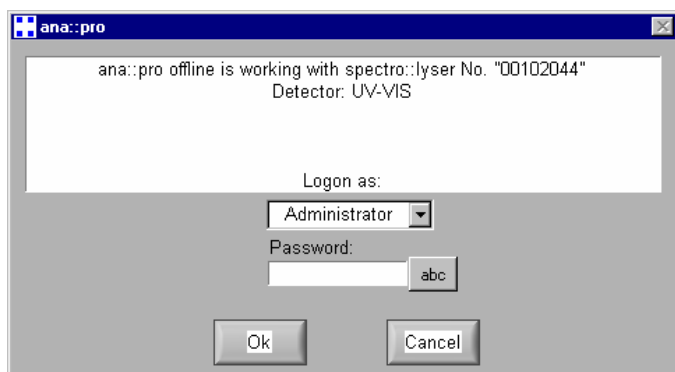 ana::pro
ana::pro offline is working with spectro::lyser No. "00102044"
Detector: UV-VIS
Logon as:
Administrator
Password:
abc
Ok
Cancel